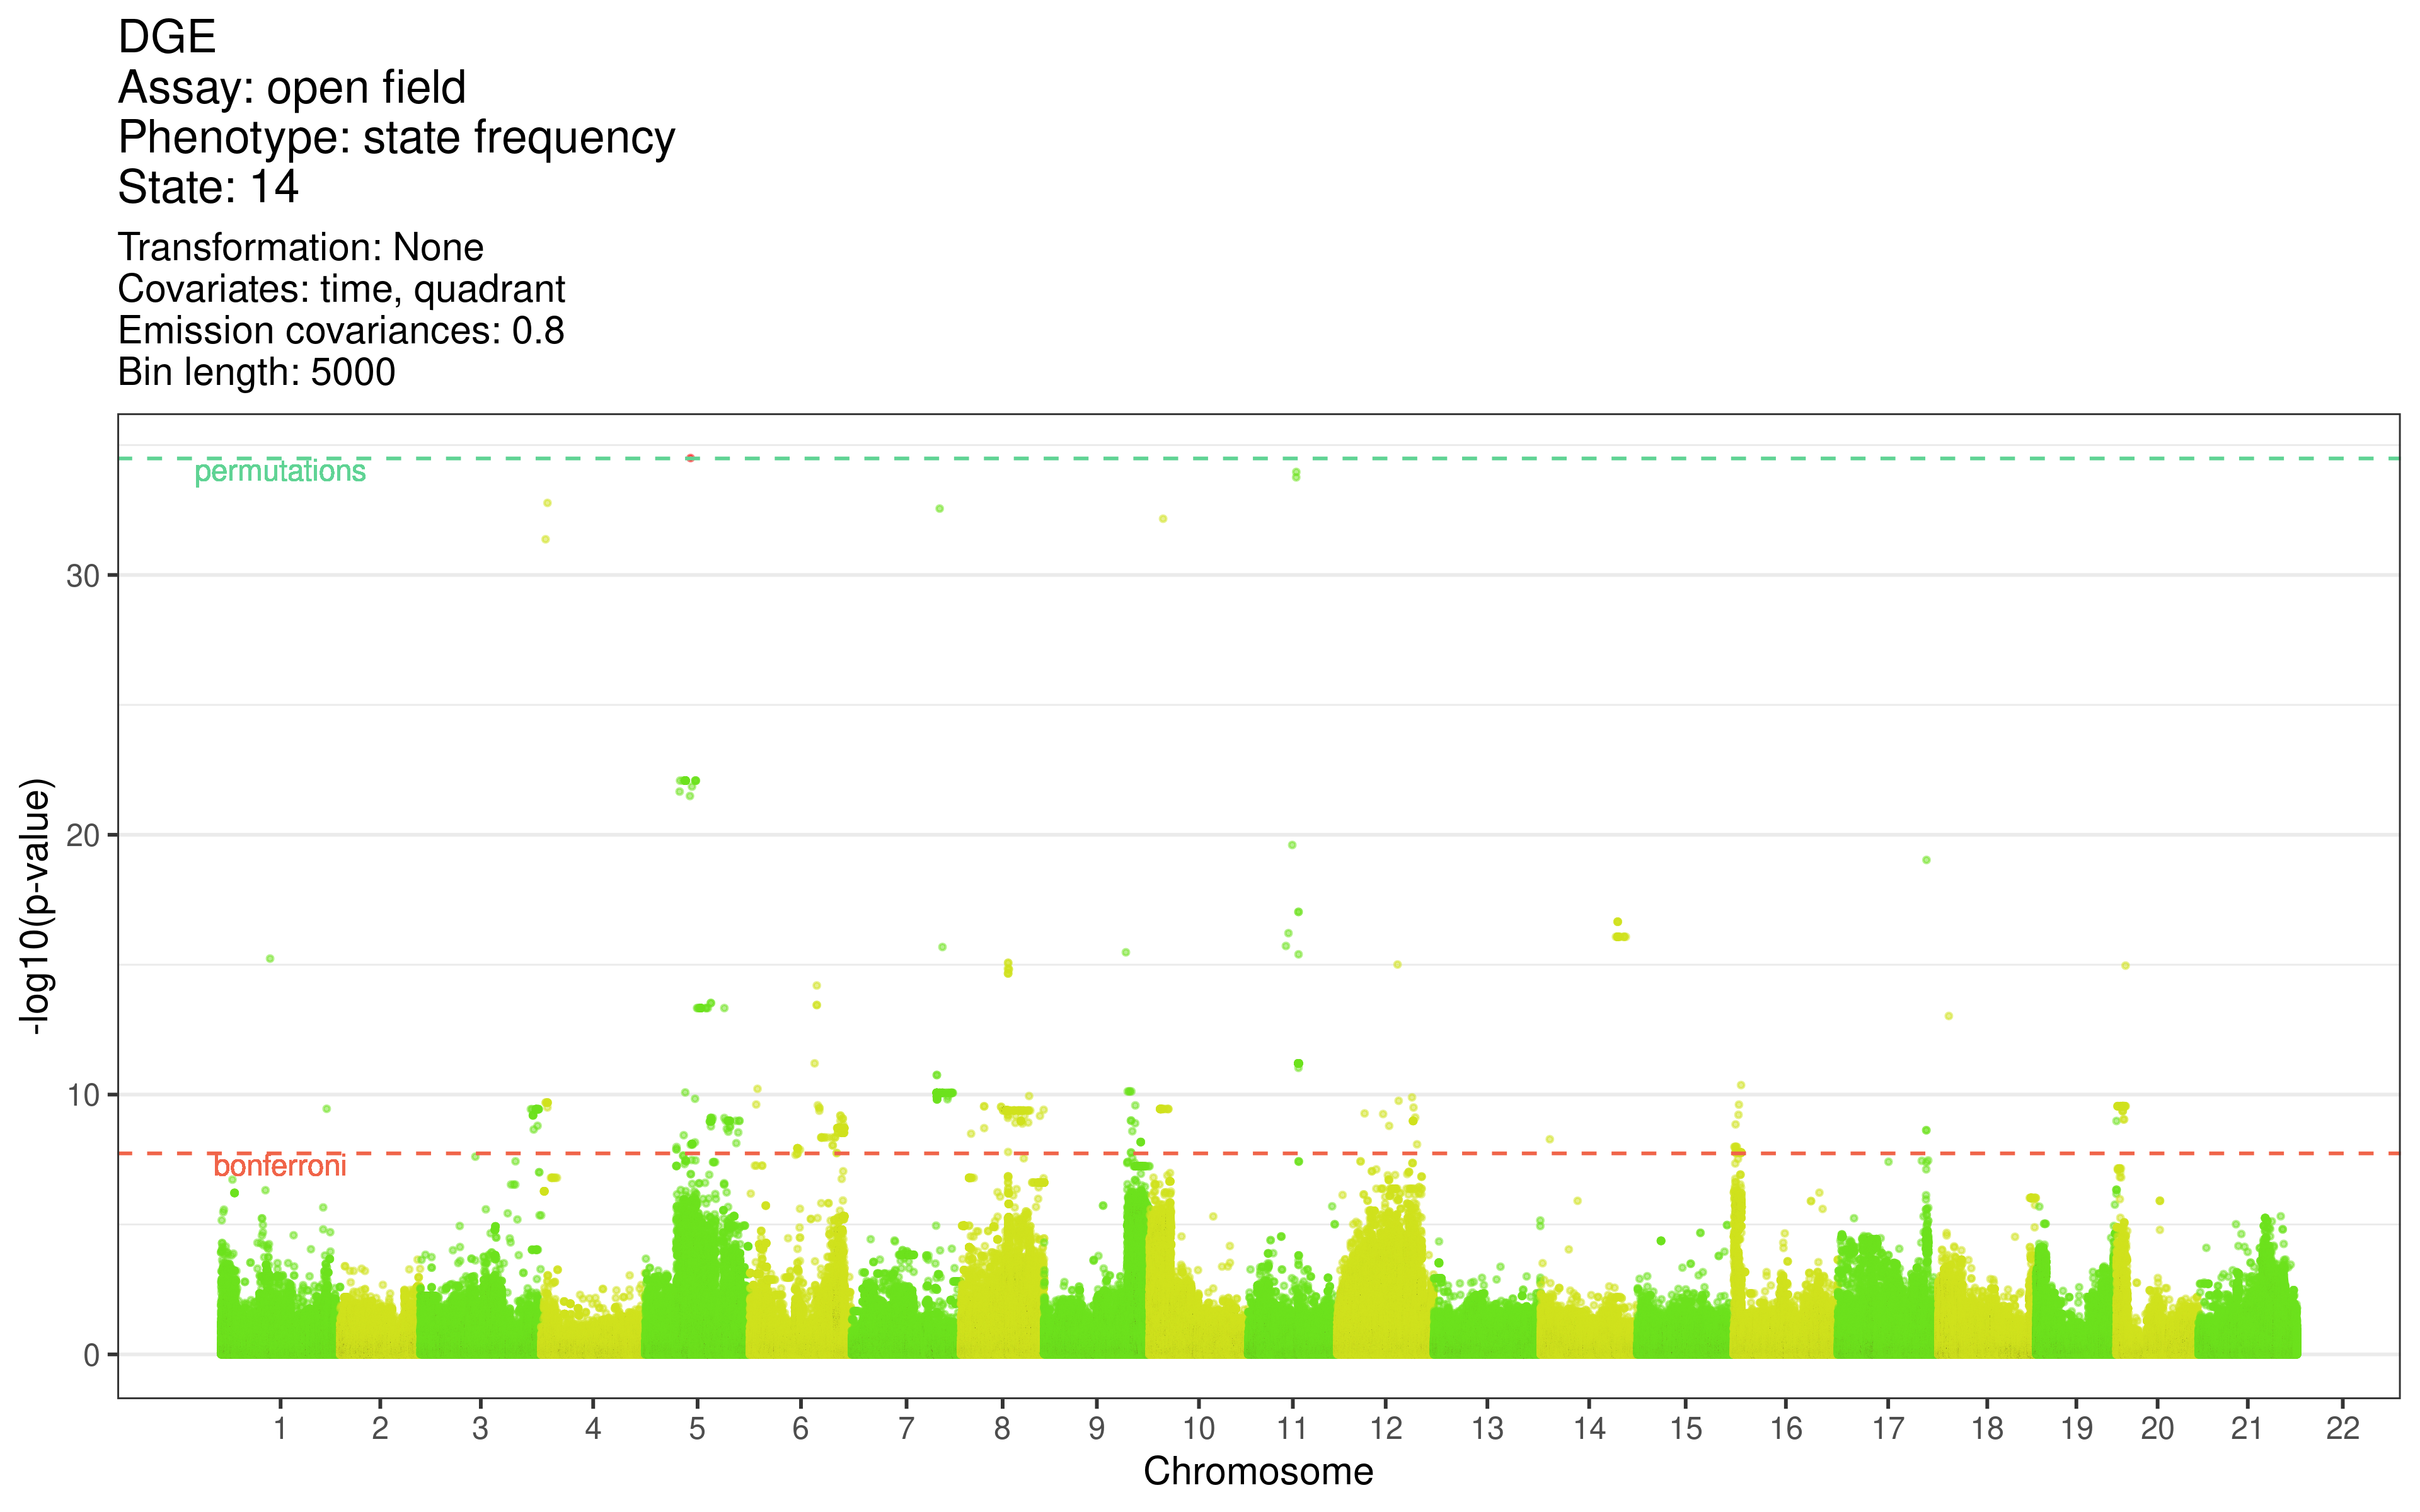 DGE
Assay: open field
Phenotype: state frequency
State: 14
Transformation: None
Covariates: time, quadrant
Emission covariances: 0.8
Bin length: 5000
permutations
30
20
10
bonferroni
0
-log10(p-value)
1 2 3 4 5 6 7 8 9 10 11 12 13 14 15 16 17 18 19 20 21 22
Chromosome